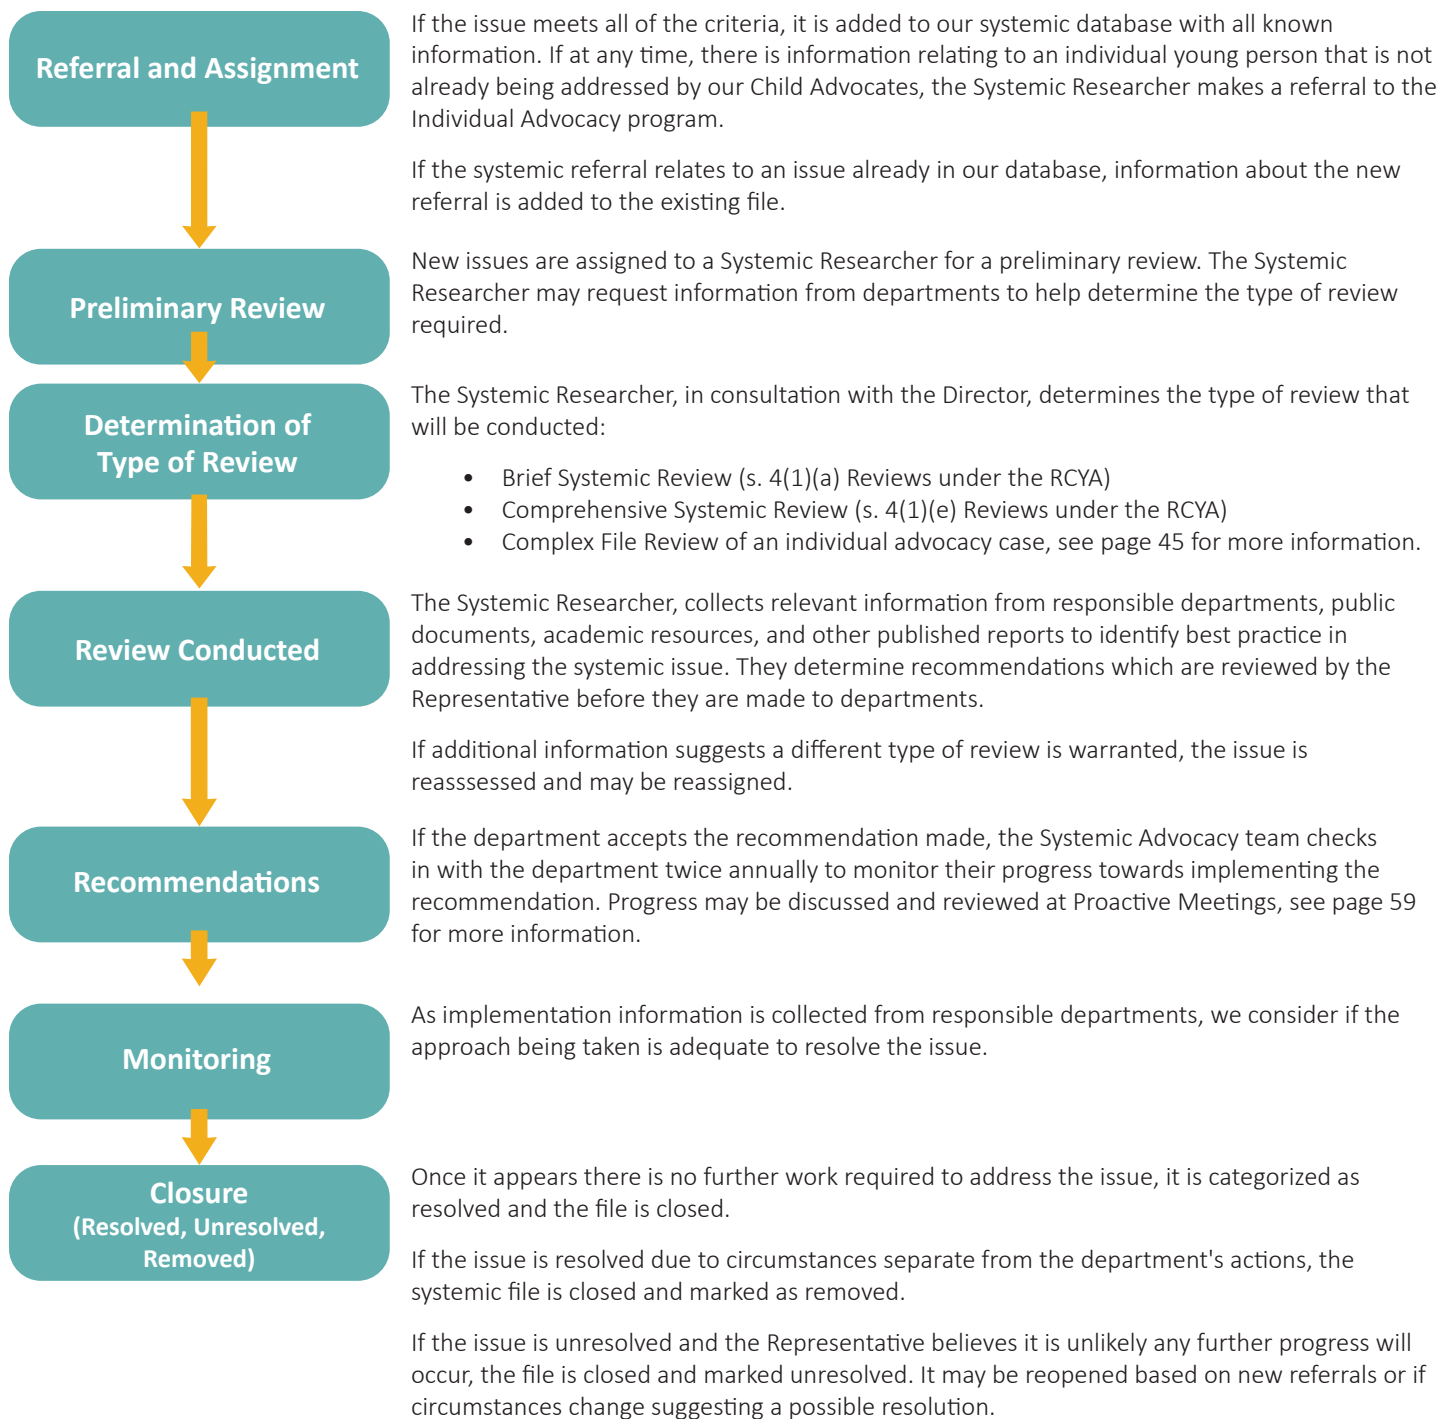 Referral and Assignment
If the issue meets all of the criteria, it is added to our systemic database with all known
information. If at any time, there is information relating to an individual young person that is not
already being addressed by our Child Advocates, the Systemic Researcher makes a referral to the
Individual Advocacy program.
If the systemic referral relates to an issue already in our database, information about the new
referral is added to the existing file.
Preliminary Review
New issues are assigned to a Systemic Researcher for a preliminary review. The Systemic
Researcher may request information from departments to help determine the type of review
required.
Determination of
Type of Review
The Systemic Researcher, in consultation with the Director, determines the type of review that
will be conducted:
• Brief Systemic Review (s. 4(1)(a) Reviews under the RCYA)
• Comprehensive Systemic Review (s. 4(1)(e) Reviews under the RCYA)
• Complex File Review of an individual advocacy case, see page 45 for more information.
Review Conducted
The Systemic Researcher, collects relevant information from responsible departments, public
documents, academic resources, and other published reports to identify best practice in
addressing the systemic issue. They determine recommendations which are reviewed by the
Representative before they are made to departments.
If additional information suggests a different type of review is warranted, the issue is
reasssessed and may be reassigned.
Recommendations
If the department accepts the recommendation made, the Systemic Advocacy team checks
in with the department twice annually to monitor their progress towards implementing the
recommendation. Progress may be discussed and reviewed at Proactive Meetings, see page 59
for more information.
Monitoring
As implementation information is collected from responsible departments, we consider if the
approach being taken is adequate to resolve the issue.
Closure
(Resolved, Unresolved,
Removed)
Once it appears there is no further work required to address the issue, it is categorized as
resolved and the file is closed.
If the issue is resolved due to circumstances separate from the department's actions, the
systemic file is closed and marked as removed.
If the issue is unresolved and the Representative believes it is unlikely any further progress will
occur, the file is closed and marked unresolved. It may be reopened based on new referrals or if
circumstances change suggesting a possible resolution.